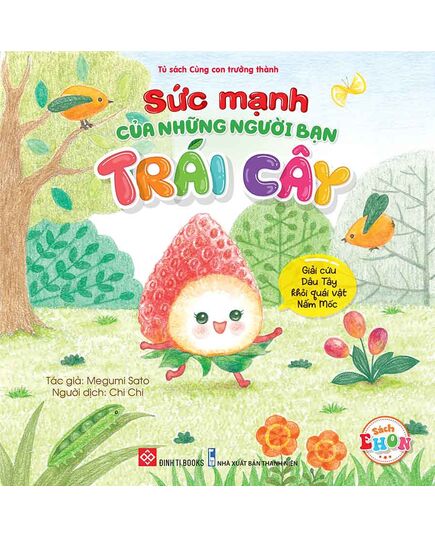 Tủ sách Cùng con trưởng thành
Sức mạnh
CỦA NHỮNG NGƯỜI BẠN
TRÁI CÂY
Giải cứu
Dâu Tây
khỏi quái vật
Nấm Mốc
Tác giả: Megumi Sato
Người dịch: Chi Chi
Sách
EHON
ĐINH TỊ BOOKS
NHÀ XUẤT BẢN THANH NIÊN